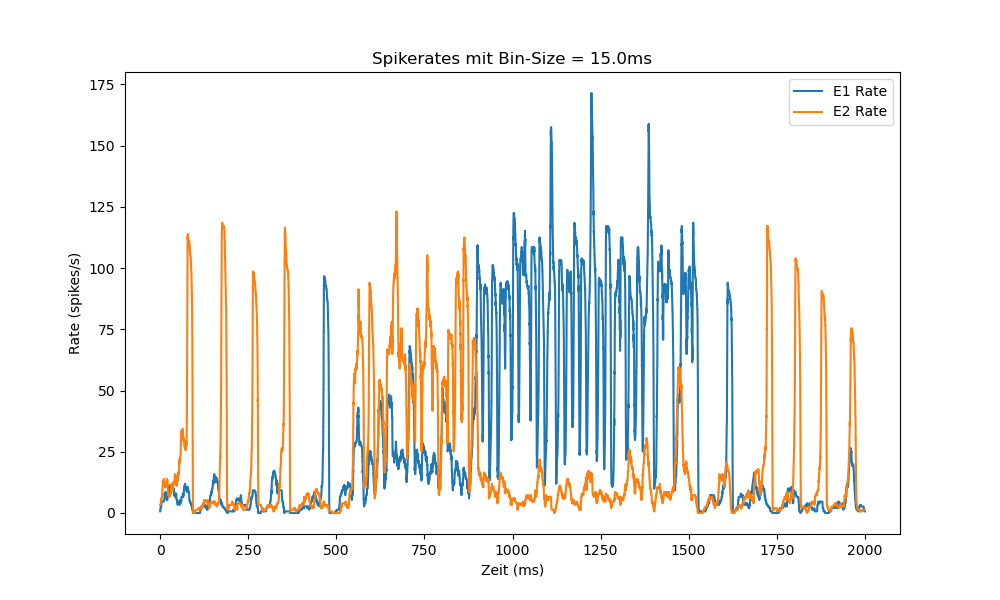 Spikerates mit Bin-Size = 15.0ms
E1 Rate
E2 Rate
Rate (spikes/s)
175
150
125
100
75
50
25
0
0 250 500 750 1000 1250 1500 1750 2000
Zeit (ms)